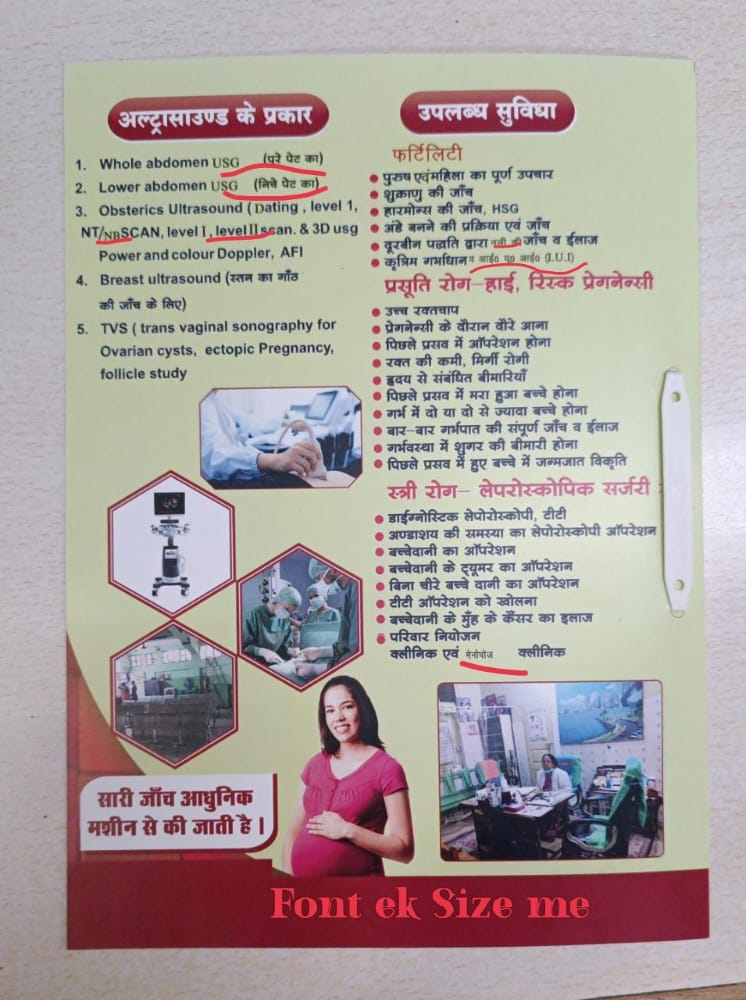 अल्ट्रासाउण्ड के प्रकार
1. Whole abdomen USG (पुरे पेट का)
2. Lower abdomen USG (निचे पेट का)
3. Obsterics Ultrasound ( Dating , level 1,
NT/NBSCAN, level I , level II scan. & 3D usg
Power and colour Doppler, AFI
4. Breast ultrasound (स्तन का गाँठ
की जाँच के लिए)
5. TVS ( trans vaginal sonography for
Ovarian cysts, ectopic Pregnancy,
follicle study
सारी जाँच आधुनिक
मशीन से की जाती है ।
उपलब्ध सुविधा
फर्टिलिटी
पुरुष एवं महिला का पूर्ण उपचार
शुक्राणु की जाँच
हारमोन्स की जाँच, HSG
अंडे बनने की प्रक्रिया एवं जाँच
दूरबीन पद्धति द्वारा नली की जाँच व ईलाज
कृत्रिम गर्भाधान व आई० यू० आई० (I.U.I)
प्रसूति रोग-हाई, रिस्क प्रेगनेन्सी
उच्च रक्तचाप
प्रेगनेन्सी के दौरान दौरे आना
पिछले प्रसव में ऑपरेशन होना
रक्त की कमी, मिर्गी रोगी
हृदय से संबंधित बीमारियाँ
पिछले प्रसव में मरा हुआ बच्चे होना
गर्भ में दो या दो से ज्यादा बच्चे होना
बार-बार गर्भपात की संपूर्ण जाँच व ईलाज
गर्भवस्था में शुगर की बीमारी होना
पिछले प्रसव में हुए बच्चे में जन्मजात विकृति
स्त्री रोग- लेपरोस्कोपिक सर्जरी
डाईग्नोस्टिक लेपोरोस्कोपी, टीटी
अण्डाशय की समस्या का लेपोरोस्कोपी ऑपरेशन
बच्चेदानी का ऑपरेशन
बच्चेदानी के ट्यूमर का ऑपरेशन
बिना चीरे बच्चे दानी का ऑपरेशन
टीटी ऑपरेशन को खोलना
बच्चेदानी के मुँह के कैंसर का इलाज
परिवार नियोजन
क्लीनिक एवं मेनोपोज क्लीनिक
Font ek Size me